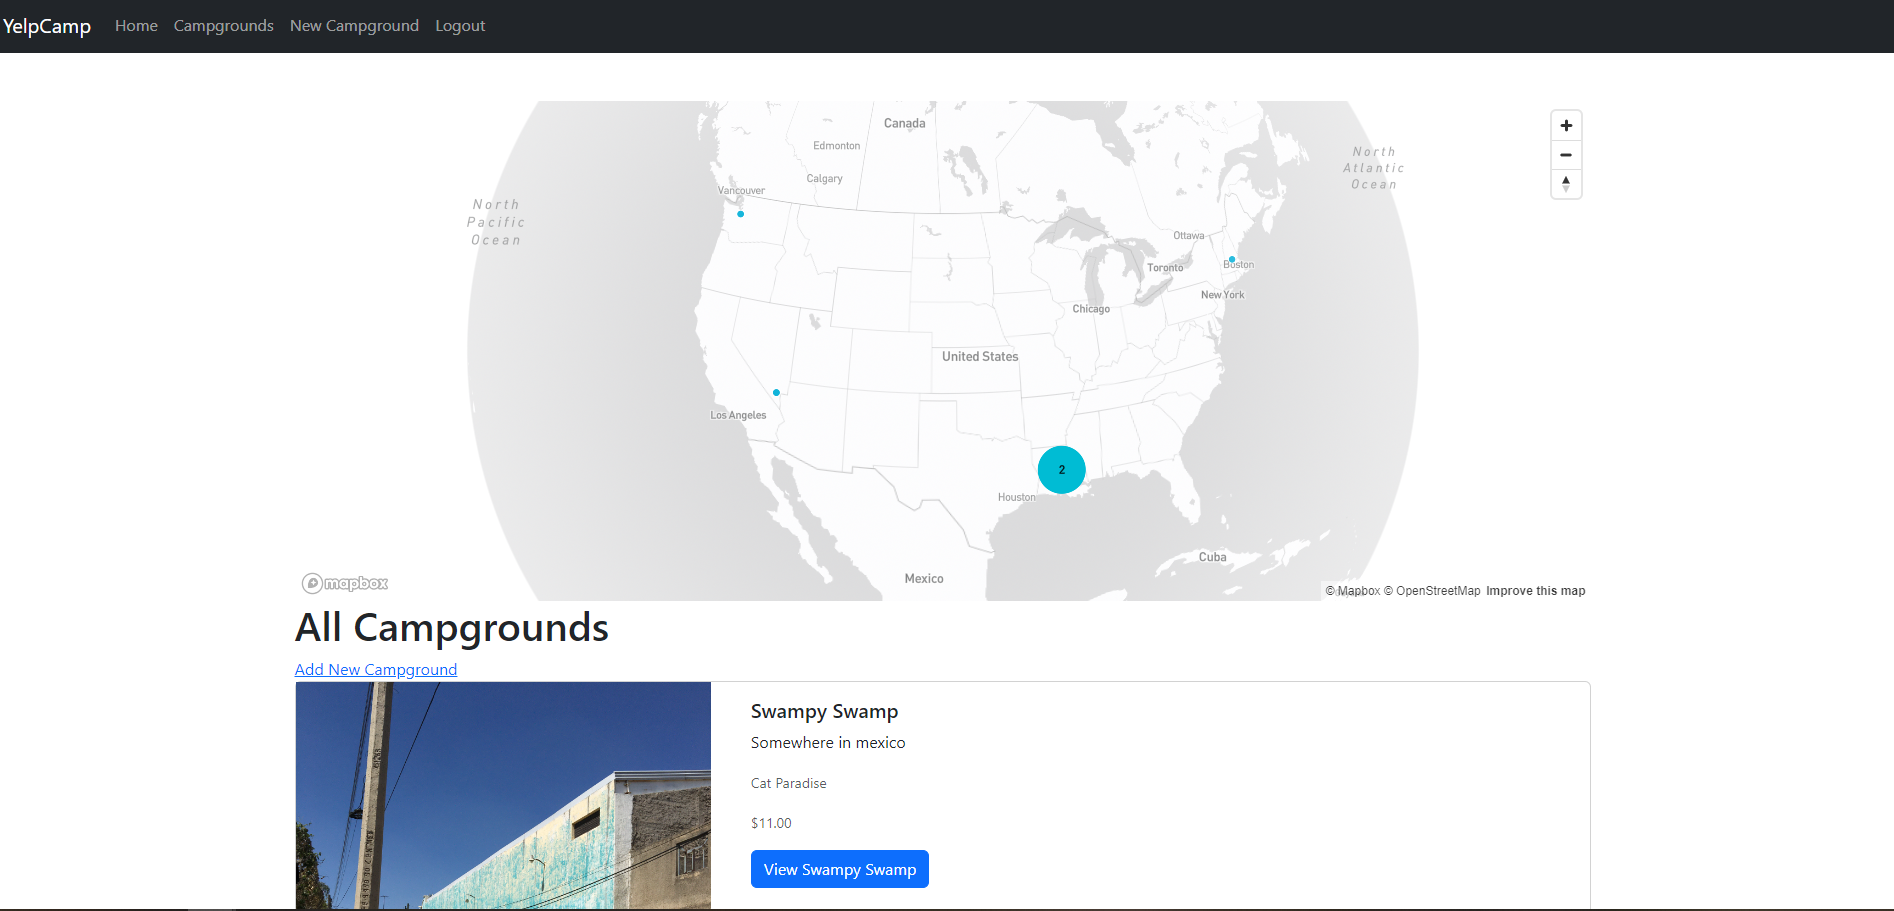 YelpCamp Home Campgrounds New Campground Logout
Canada
Edmonton
Calgary
Vancouver
North
Pacific
Ocean
North
Atlantic
Ocean
Ottawa
Toronto
Boston
New York
Chicago
United States
Los Angeles
2
Houston
Cuba
Mexico
mapbox
© Mapbox © OpenStreetMap Improve this map
All Campgrounds
Add New Campground
Swampy Swamp
Somewhere in mexico
Cat Paradise
$11.00
View Swampy Swamp